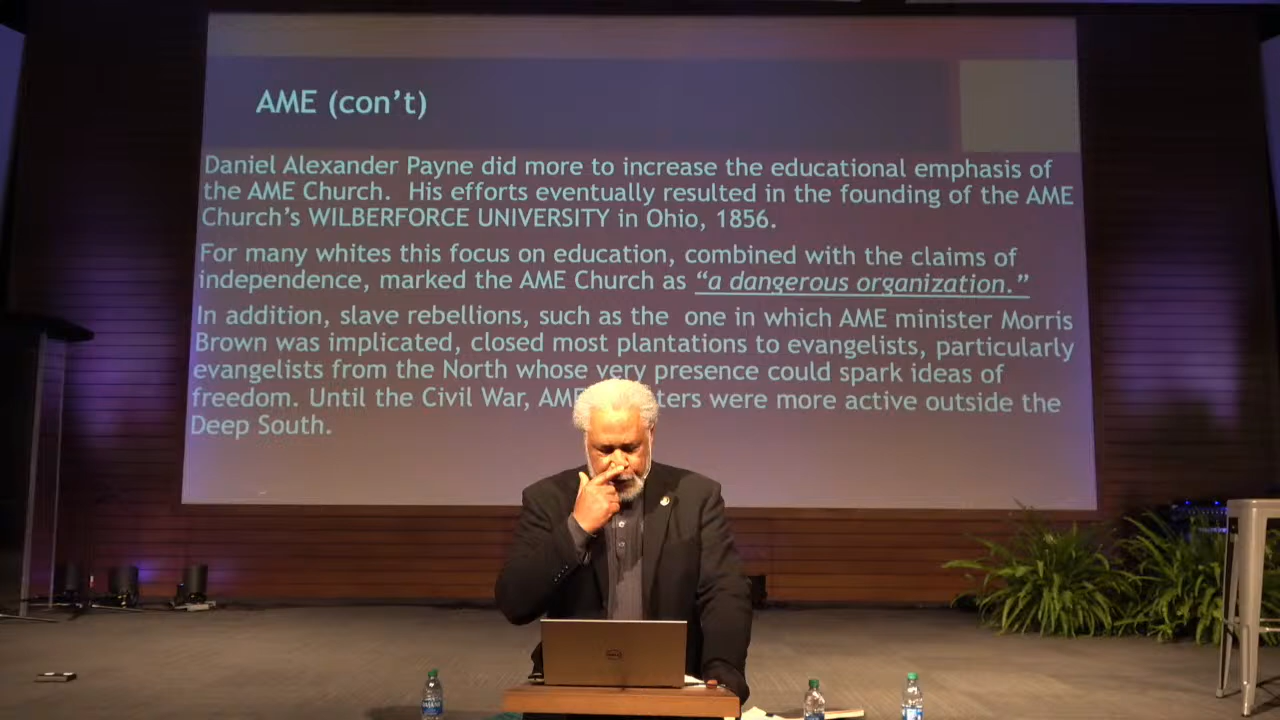 AME (con't)
Daniel Alexander Payne did more to increase the educational emphasis of
the AME Church. His efforts eventually resulted in the founding of the AME
Church's WILBERFORCE UNIVERSITY in Ohio, 1856.
For many whites this focus on education, combined with the claims of
independence, marked the AME Church as "a dangerous organization."
In addition, slave rebellions, such as the one in which AME minister Morris
Brown was implicated, closed most plantations to evangelists, particularly
evangelists from the North whose very presence could spark ideas of
freedom. Until the Civil War, AME were more active outside the
Deep South.
DELL